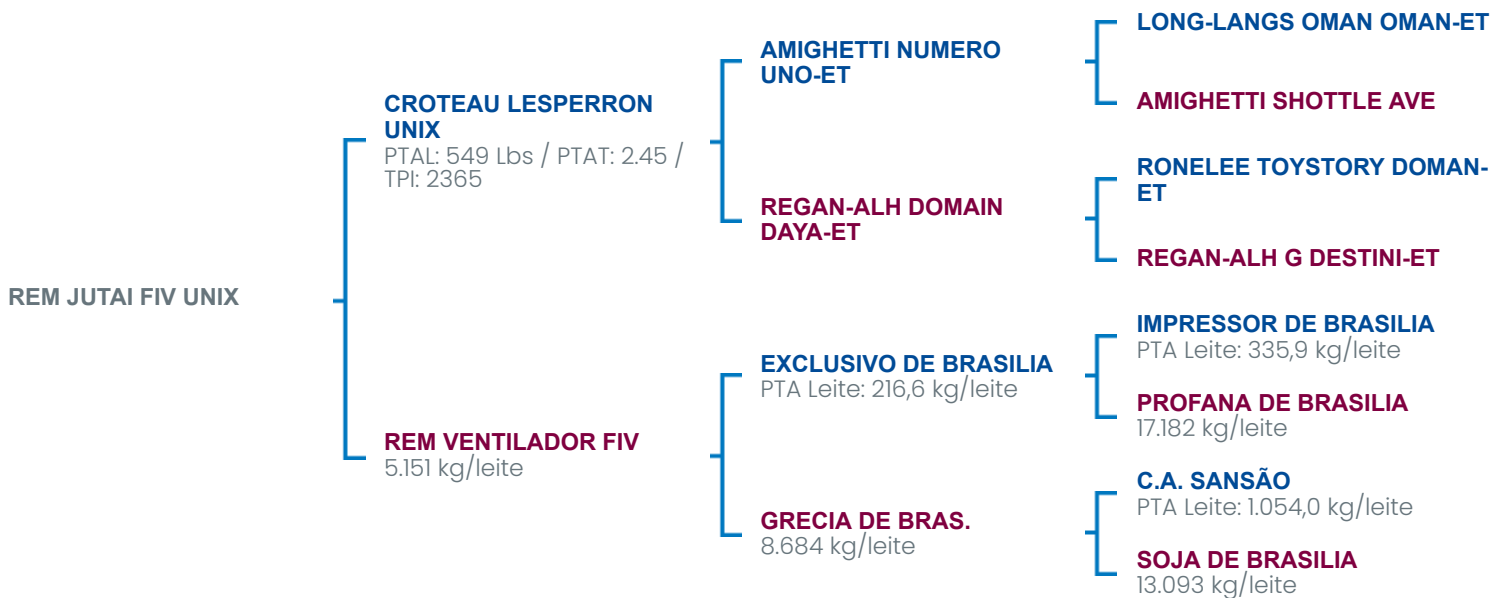 REM JUTAI FIV UNIX
CROTEAU LESPERRON
UNIX
PTAL: 549 Lbs / PTAT: 2.45 /
TPI: 2365
REM VENTILADOR FIV
5.151 kg/leite
AMIGHETTI NUMERO
UNO-ET
REGAN-ALH DOMAIN
DAYA-ET
EXCLUSIVO DE BRASILIA
PTA Leite: 216,6 kg/leite
GRECIA DE BRAS.
8.684 kg/leite
LONG-LANGS OMAN OMAN-ET
AMIGHETTI SHOTTLE AVE
RONELEE TOYSTORY DOMAN-
ET
REGAN-ALH G DESTINI-ET
IMPRESSOR DE BRASILIA
PTA Leite: 335,9 kg/leite
PROFANA DE BRASILIA
17.182 kg/leite
C.A. SANSÃO
PTA Leite: 1.054,0 kg/leite
SOJA DE BRASILIA
13.093 kg/leite